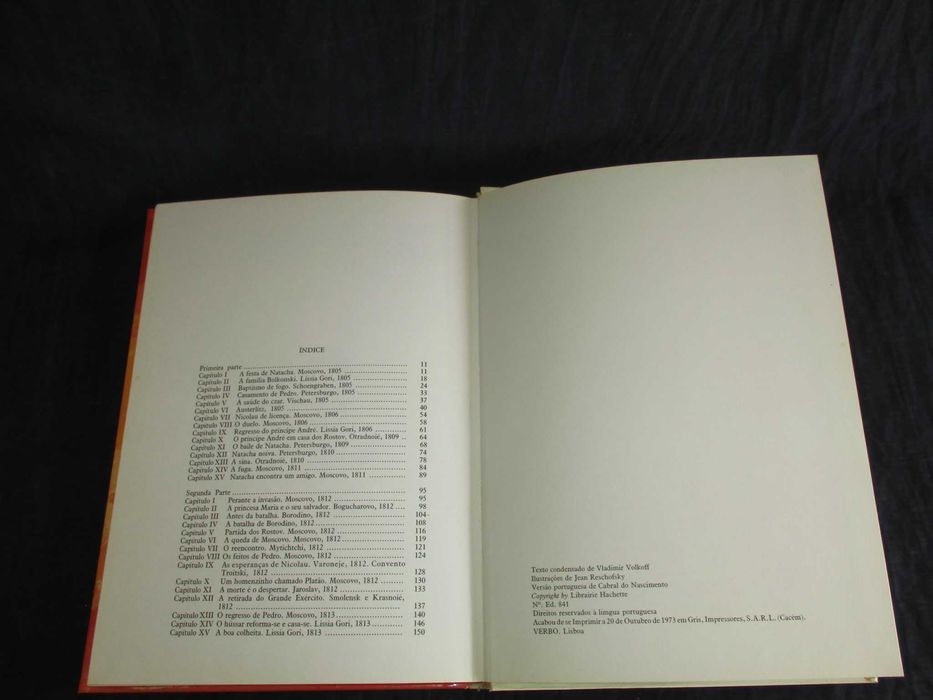 ÍNDICE
Primeira parte 11
Capítulo I A festa de Natacha. Moscovo, 1805 11
Capítulo II A família Bolkonski. Líssia Gori, 1805 18
Capítulo III Baptismo de fogo. Schoengraben, 1805 24
Capítulo IV Casamento de Pedro. Petersburgo, 1805 33
Capítulo V A saúde do czar. Vischau, 1805 37
Capítulo VI Austerlitz, 1805 40
Capítulo VII Nicolau de licença. Moscovo, 1806 54
Capítulo VIII O duelo. Moscovo, 1806 58
Capítulo IX Regresso do príncipe André. Líssia Gori, 1806 61
Capítulo X O príncipe André em casa dos Rostov. Otradnoié, 1809 64
Capítulo XI O baile de Natacha. Petersburgo, 1809 68
Capítulo XII Natacha noiva. Petersburgo, 1810 74
Capítulo XIII A sina. Otradnoié, 1810 78
Capítulo XIV A fuga. Moscovo, 1811 84
Capítulo XV Natacha encontra um amigo. Moscovo, 1811 89
Segunda Parte 95
Capítulo I Perante a invasão. Moscovo, 1812 95
Capítulo II A princesa Maria e o seu salvador. Bogucharovo, 1812 98
Capítulo III Antes da batalha. Borodino, 1812 104
Capítulo IV A batalha de Borodino, 1812 108
Capítulo V Partida dos Rostov. Moscovo, 1812 116
Capítulo VI A queda de Moscovo. Moscovo, 1812 119
Capítulo VII O reencontro. Mytichtchi, 1812 121
Capítulo VIII Os feitos de Pedro. Moscovo, 1812 124
Capítulo IX As esperanças de Nicolau. Varoneje, 1812. Convento
Troitski, 1812 128
Capítulo X Um homenzinho chamado Platão. Moscovo, 1812 130
Capítulo XI A morte é o despertar. Jaroslav, 1812 133
Capítulo XII A retirada do Grande Exército. Smolensk e Krasnoié,
1812 137
Capítulo XIII O regresso de Pedro. Moscovo, 1813 140
Capítulo XIV O hússar reforma-se e casa-se. Líssia Gori, 1813 146
Capítulo XV A boa colheita. Líssia Gori, 1813 150
Texto condensado de Vladimir Volkoff
Ilustrações de Jean Reschofsky
Versão portuguesa de Cabral do Nascimento
Copyright by Librairie Hachette
Nº. Ed. 841
Direitos reservados à língua portuguesa
Acabou de se Imprimir a 20 de Outubro de 1973 em Gris, Impressores, S.A.R.L. (Cacém).
VERBO. Lisboa